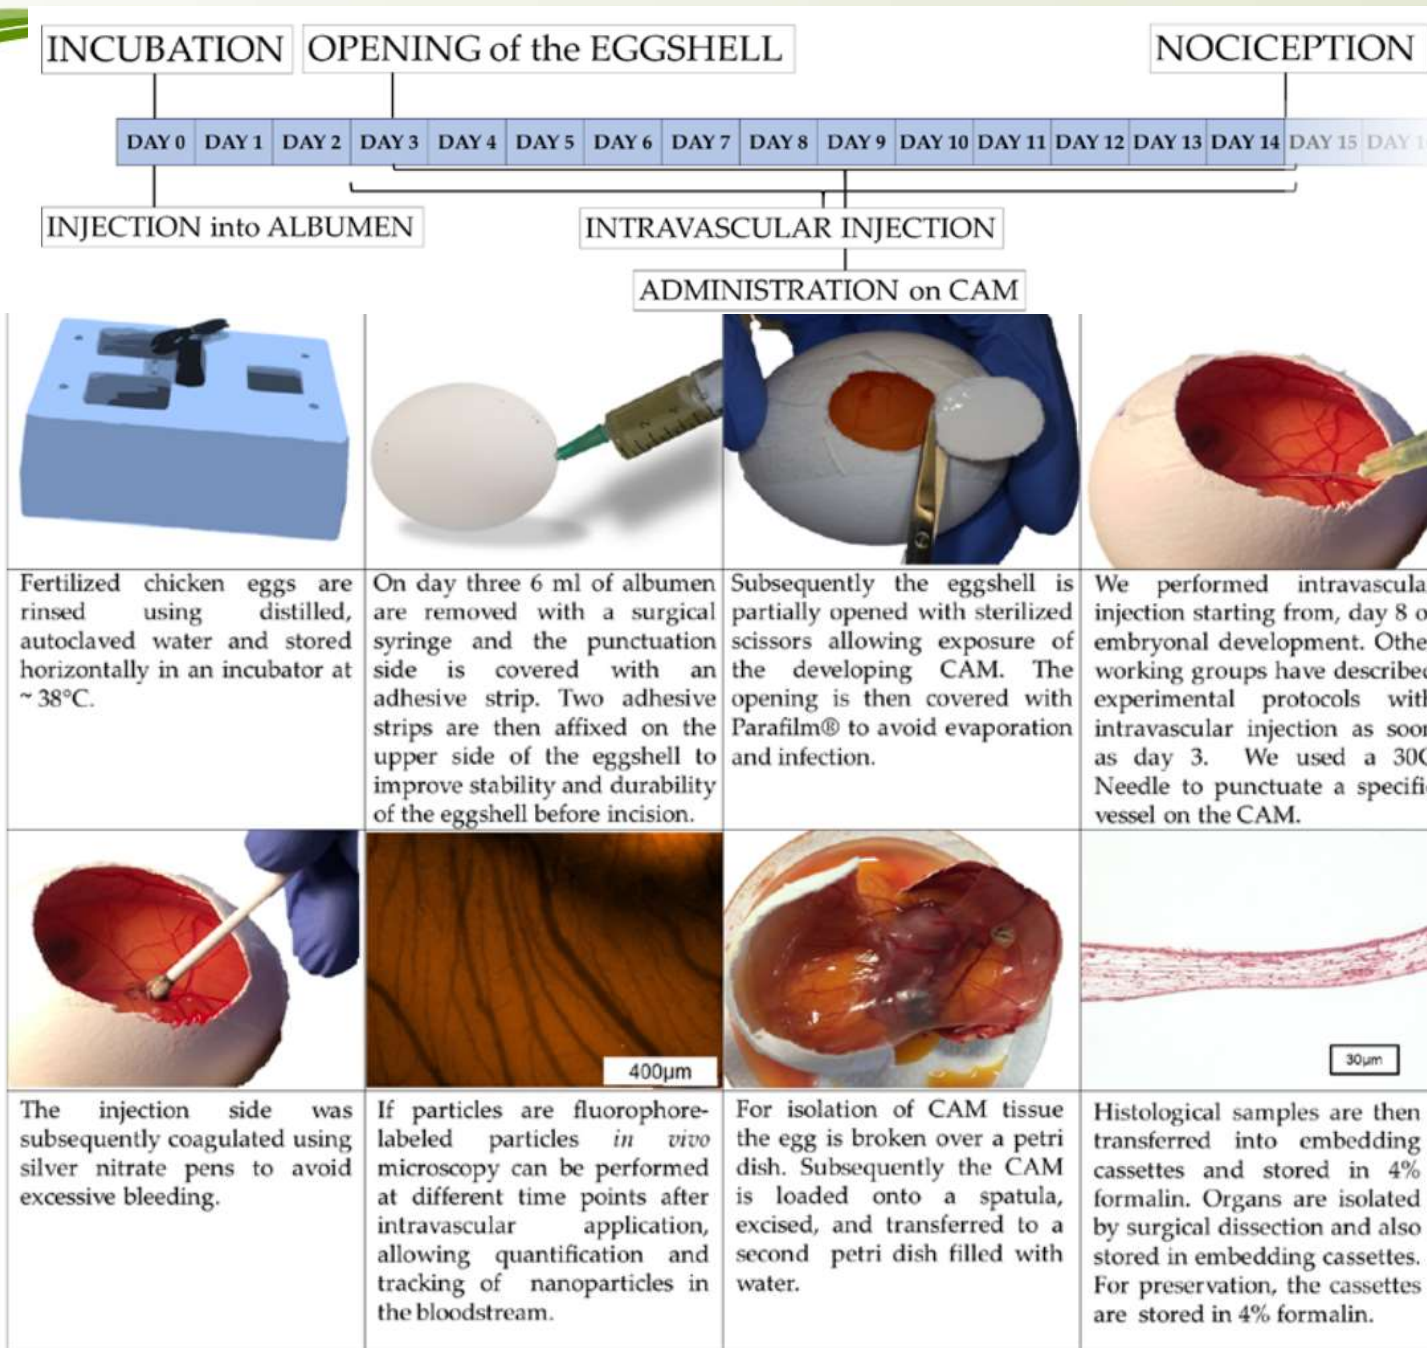 INCUBATION
OPENING of the EGGSHELL
NOCICEPTION
DAY 0
DAY 1
DAY 2
DAY 3
DAY 4
DAY 5
DAY 6
DAY 7
DAY 8
DAY 9
DAY 10
DAY 11
DAY 12
DAY 13
DAY 14
DAY 15
DAY
INJECTION into ALBUMEN
INTRAVASCULAR INJECTION
ADMINISTRATION on CAM
Fertilized chicken eggs are
rinsed using distilled,
autoclaved water and stored
horizontally in an incubator at
~ 38°C.
On day three 6 ml of albumen
are removed with a surgical
syringe and the punctuation
side is covered with an
adhesive strip. Two adhesive
strips are then affixed on the
upper side of the eggshell to
improve stability and durability
of the eggshell before incision.
Subsequently the eggshell is
partially opened with sterilized
scissors allowing exposure of
the developing CAM. The
opening is then covered with
Parafilm® to avoid evaporation
and infection.
We performed intravascula
injection starting from, day 8 o
embryonal development. Othe
working groups have describe
experimental protocols wit
intravascular injection as soo
as day 3. We used a 30
Needle to punctuate a specifi
vessel on the CAM.
400µm
30µm
The injection side was
subsequently coagulated using
silver nitrate pens to avoid
excessive bleeding.
If particles are fluorophore-
labeled particles in vivo
microscopy can be performed
at different time points after
intravascular application,
allowing quantification and
tracking of nanoparticles in
the bloodstream.
For isolation of CAM tissue
the egg is broken over a petri
dish. Subsequently the CAM
is loaded onto a spatula,
excised, and transferred to a
second petri dish filled with
water.
Histological samples are then
transferred into embedding
cassettes and stored in 4%
formalin. Organs are isolated
by surgical dissection and also
stored in embedding cassettes.
For preservation, the cassettes
are stored in 4% formalin.